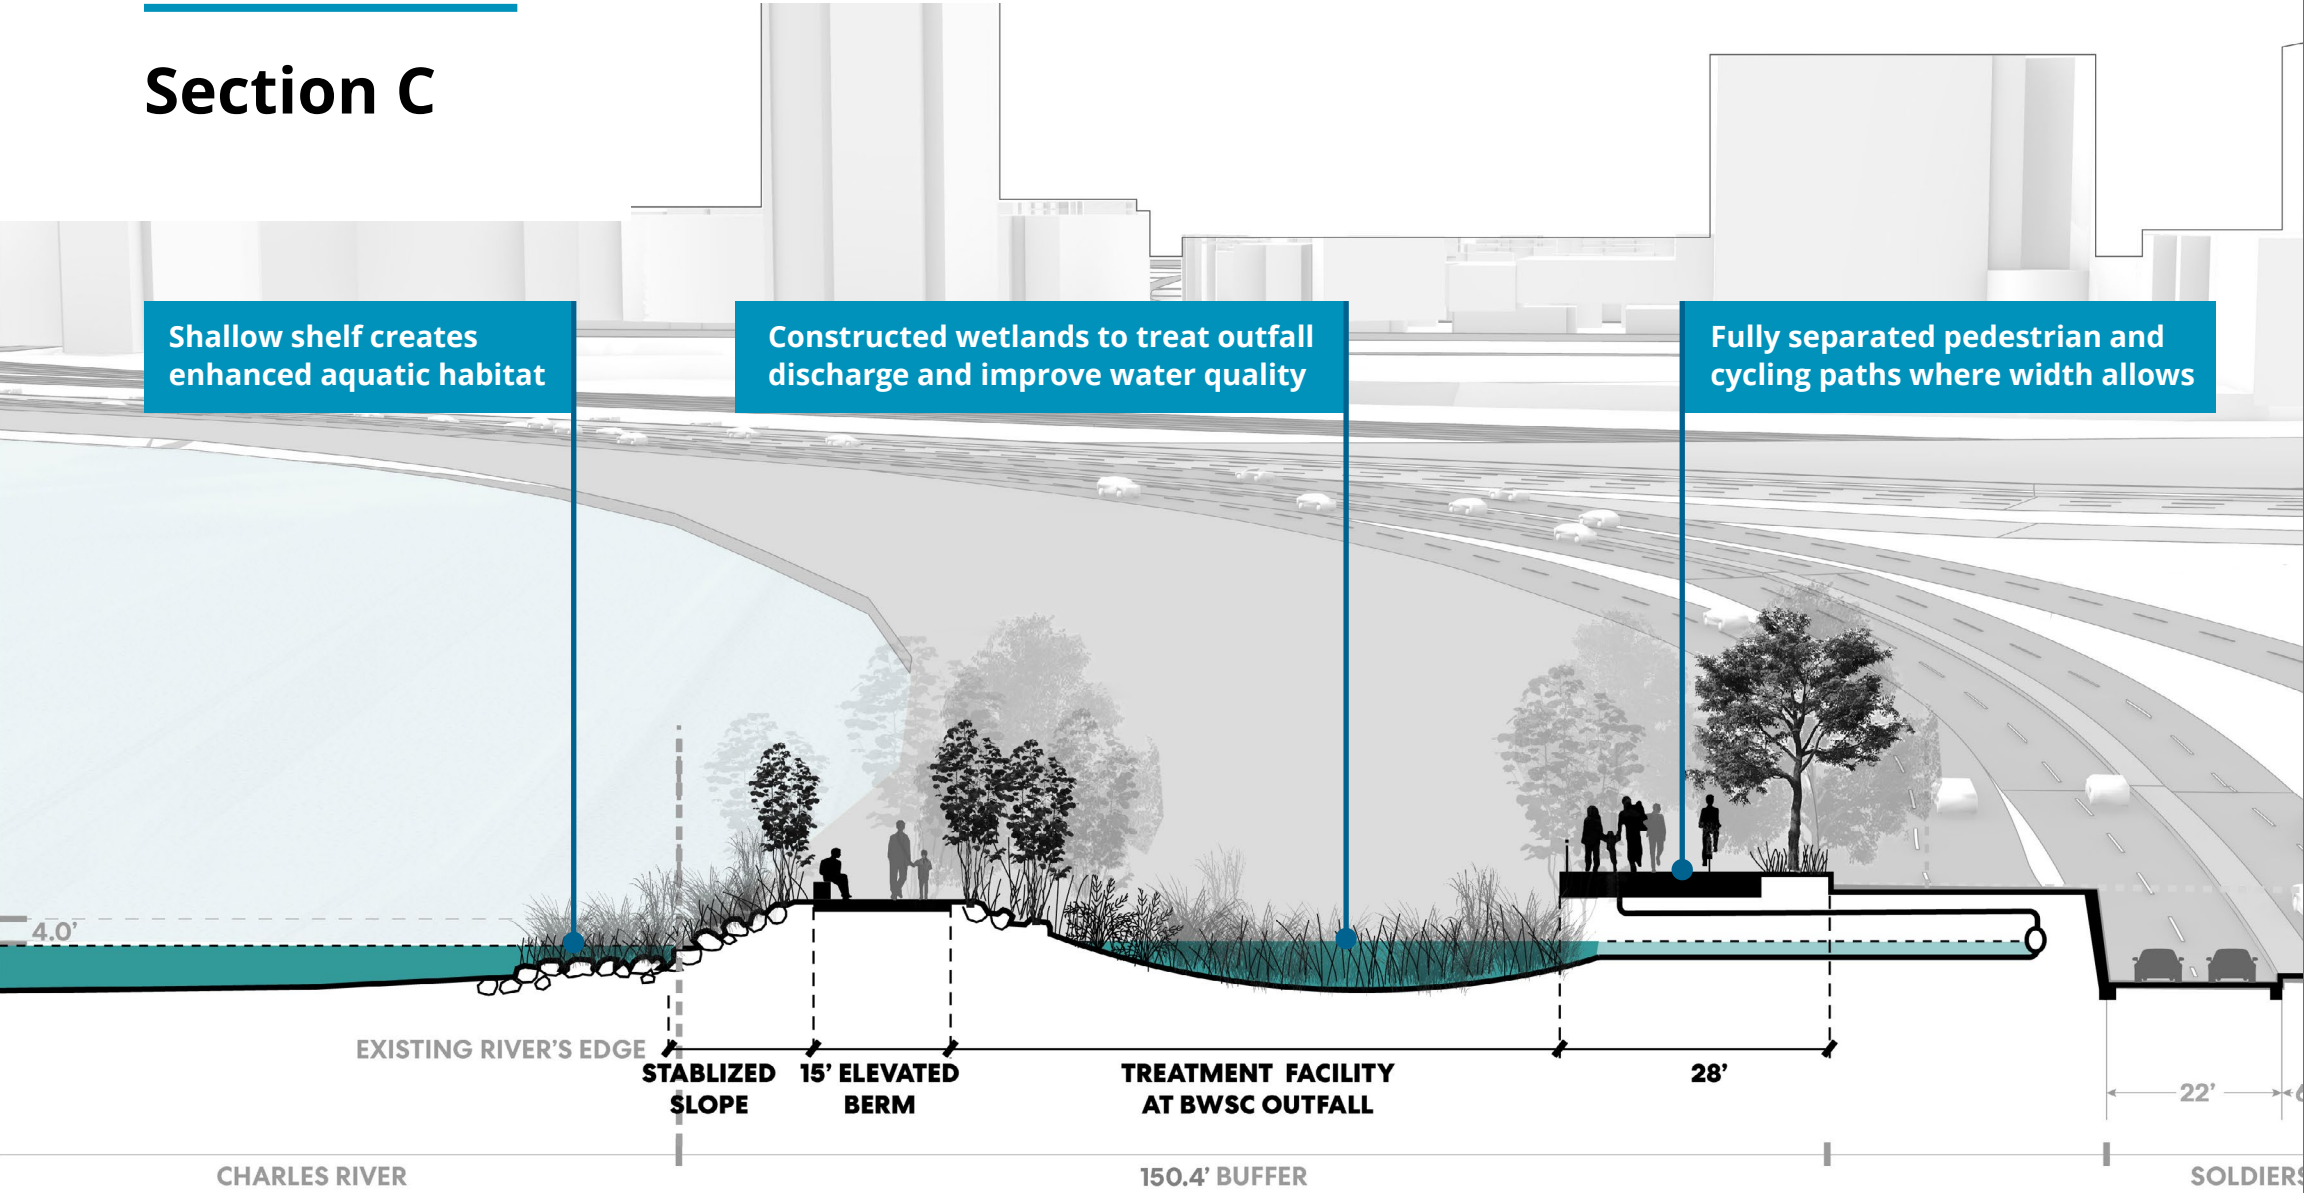 Section C
Shallow shelf creates
enhanced aquatic habitat
Constructed wetlands to treat outfall
discharge and improve water quality
Fully separated pedestrian and
cycling paths where width allows
4.0’
EXISTING RIVER’S EDGE
STABLIZED
SLOPE
15’ ELEVATED
BERM
TREATMENT FACILITY
AT BWSC OUTFALL
28’
22’
CHARLES RIVER
150.4’ BUFFER
SOLDIERS